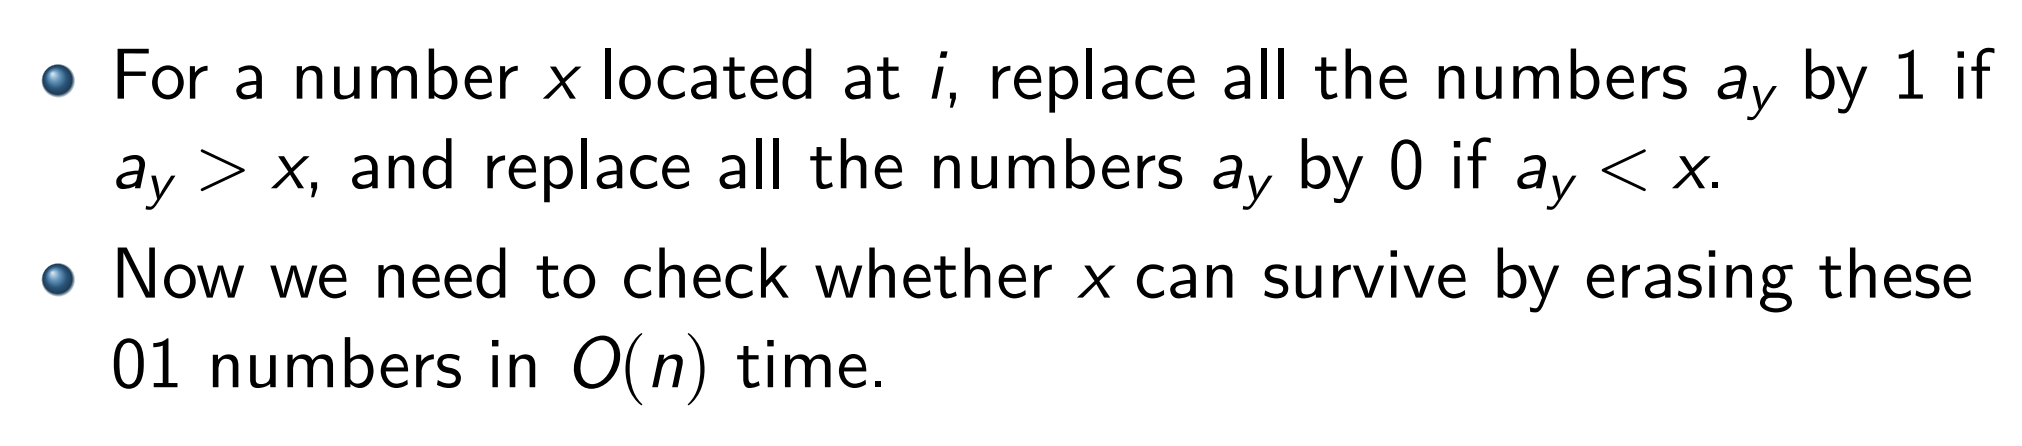 For a number x located at i, replace all the numbers a_y by 1 if
a_y > x, and replace all the numbers a_y by 0 if a_y < x.
Now we need to check whether x can survive by erasing these
01 numbers in O(n) time.